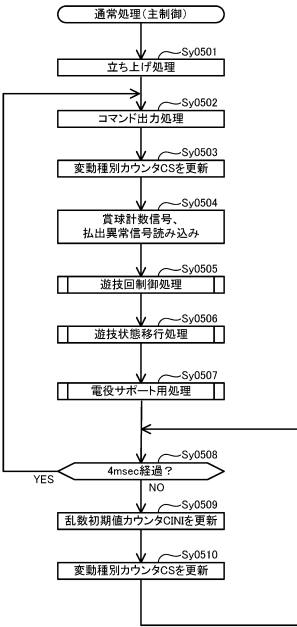 通常処理(主制御)
Sy0501
立ち上げ処理
Sy0502
コマンド出力処理
Sy0503
変動種別カウンタCSを更新
Sy0504
賞球計数信号、
払出異常信号読み込み
Sy0505
遊技回制御処理
Sy0506
遊技状態移行処理
Sy0507
電役サポート用処理
Sy0508
4msec経過?
YES
NO
Sy0509
乱数初期値カウンタCINIを更新
Sy0510
変動種別カウンタCSを更新